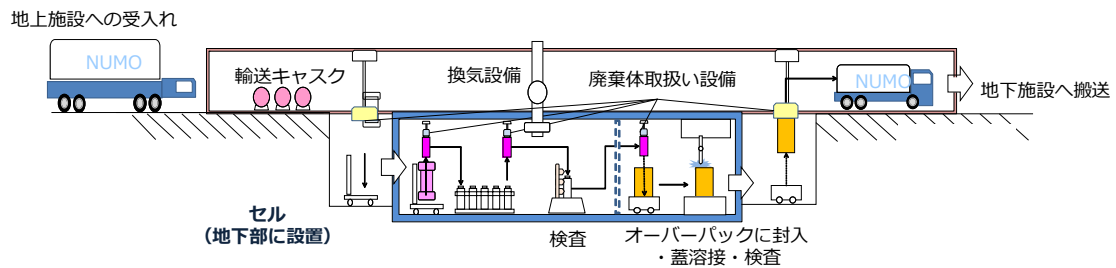 地上施設への受入れ
NUMO
輸送キャスク
換気設備
廃棄体取扱い設備
NUMO
地下施設へ搬送
セル
(地下部に設置)
検査
オーバーパックに封入
・蓋溶接・検査